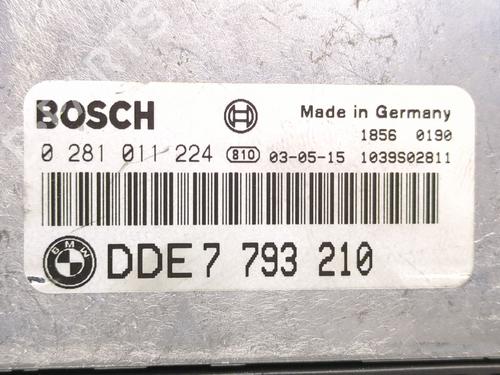 BOSCH
Made in Germany
1856 0190
0 281 011 224 810 03-05-15 1039S02811
BMW
DDE 7 793 210